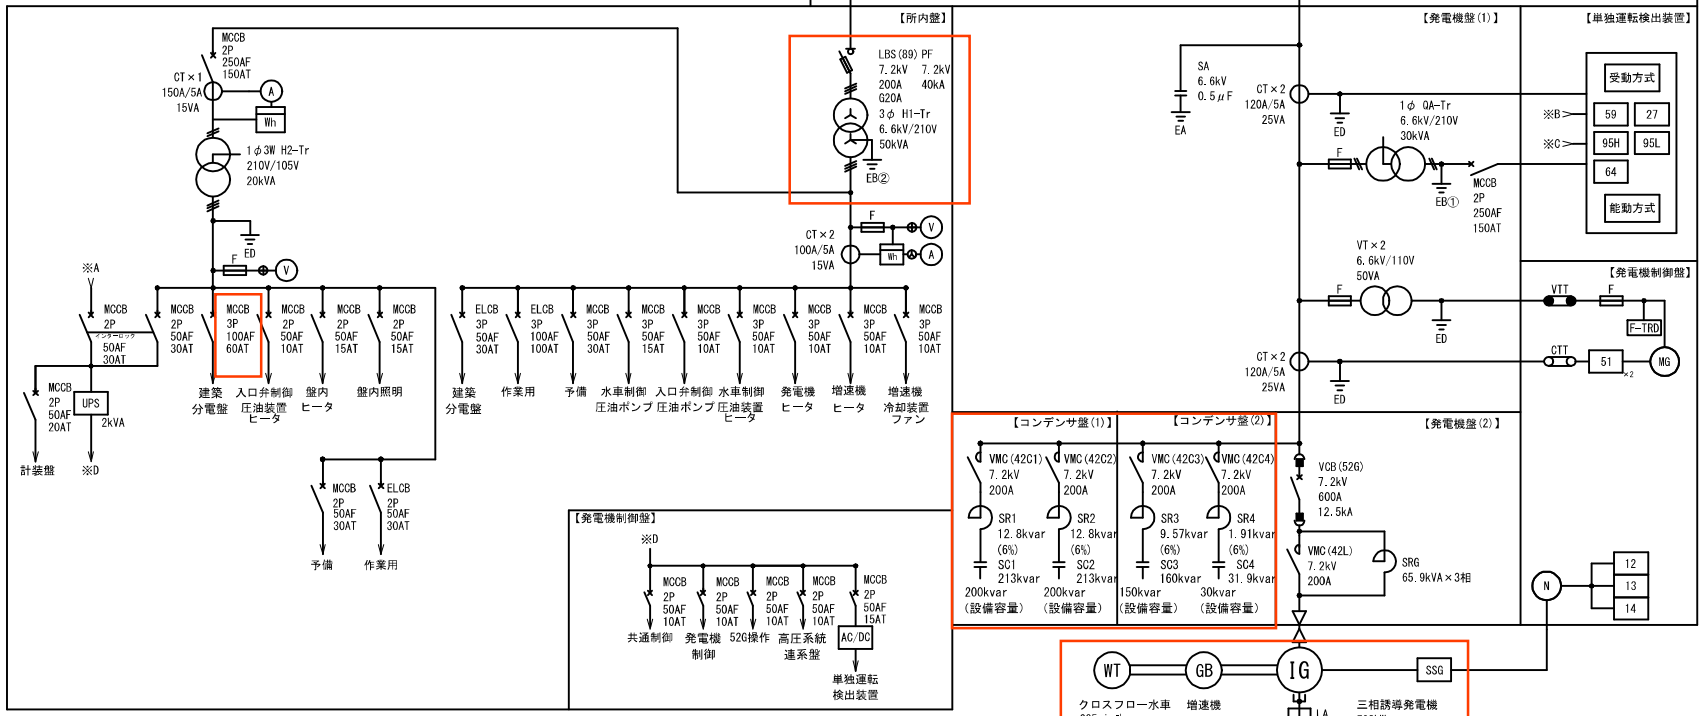 【所内盤】
MCCB
2P
250AF
150AT
CT×1
150A/5A
15VA
A
Wh
1φ3W H2-Tr
210V/105V
20kVA
ED
F
V
LBS(89) PF
7.2kV 7.2kV
200A 40kA
G20A
3φ H1-Tr
6.6kV/210V
50kVA
EB②
F
V
CT×2
100A/5A
15VA
Wh
A
A
※A
MCCB
2P
インターロック
50AF
30AT
MCCB
2P
50AF
30AT
MCCB
3P
100AF
60AT
MCCB
2P
50AF
10AT
MCCB
2P
50AF
15AT
MCCB
2P
50AF
15AT
建築
分電盤
入口弁制御
圧油装置
ヒータ
盤内
ヒータ
盤内照明
MCCB
2P
50AF
20AT
UPS
2kVA
計装盤
※D
MCCB
2P
50AF
30AT
ELCB
2P
50AF
30AT
予備
作業用
ELCB
3P
50AF
30AT
ELCB
3P
100AF
100AT
MCCB
3P
50AF
30AT
MCCB
3P
50AF
15AT
MCCB
3P
50AF
10AT
MCCB
3P
50AF
10AT
MCCB
3P
50AF
10AT
MCCB
3P
50AF
10AT
MCCB
3P
50AF
10AT
建築
分電盤
作業用
予備
水車制御
圧油ポンプ
入口弁制御
圧油ポンプ
水車制御
圧油装置
ヒータ
発電機
ヒータ
増速機
ヒータ
増速機
冷却装置
ファン
【発電機制御盤】
※D
MCCB
2P
50AF
10AT
MCCB
2P
50AF
10AT
MCCB
2P
50AF
10AT
MCCB
2P
50AF
10AT
MCCB
2P
50AF
15AT
AC/DC
共通制御
発電機
制御
52G操作
高圧系統
連系盤
単独運転
検出装置
【発電機盤(1)】
SA
6.6kV
0.5μF
EA
CT×2
120A/5A
25VA
ED
1φ QA-Tr
6.6kV/210V
30kVA
F
EB①
MCCB
2P
250AF
150AT
VT×2
6.6kV/110V
50VA
F
ED
CT×2
120A/5A
25VA
ED
【単独運転検出装置】
受動方式
※B
59
27
※C
95H
95L
64
能動方式
【発電機制御盤】
VTT
F
F-TRD
CTT
51
×2
MG
【コンデンサ盤(1)】
VMC(42C1)
7.2kV
200A
SR1
12.8kvar
(6%)
SC1
213kvar
200kvar
(設備容量)
VMC(42C2)
7.2kV
200A
SR2
12.8kvar
(6%)
SC2
213kvar
200kvar
(設備容量)
【コンデンサ盤(2)】
VMC(42C3)
7.2kV
200A
SR3
9.57kvar
(6%)
SC3
160kvar
150kvar
(設備容量)
VMC(42C4)
7.2kV
200A
SR4
1.91kvar
(6%)
SC4
31.9kvar
30kvar
(設備容量)
【発電機盤(2)】
VCB(52G)
7.2kV
600A
12.5kA
VMC(42L)
7.2kV
200A
SRG
65.9kVA×3相
N
12
13
14
WT
GB
IG
SSG
クロスフロー水車
増速機
三相誘導発電機
LA